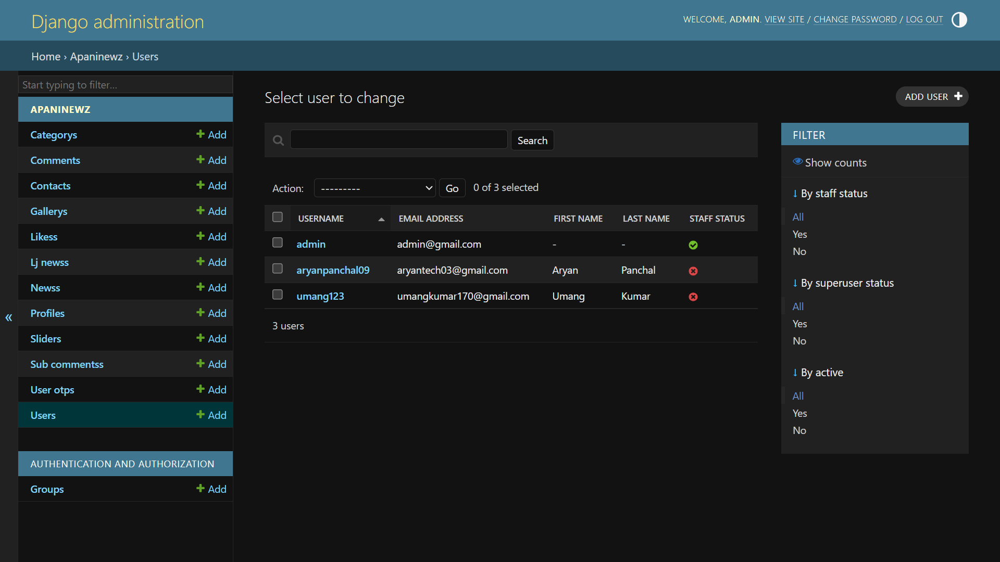 Django administration
WELCOME, ADMIN. VIEW SITE / CHANGE PASSWORD / LOG OUT
Home › Apaninewz › Users
Start typing to filter...
APANINEWZ
Categorys Add
Comments Add
Contacts Add
Gallerys Add
Likess Add
Lj newss Add
Newss Add
Profiles Add
Sliders Add
Sub commentss Add
User otps Add
Users Add
AUTHENTICATION AND AUTHORIZATION
Groups Add
«
Select user to change
ADD USER
Search
Action: --------- Go 0 of 3 selected
USERNAME EMAIL ADDRESS FIRST NAME LAST NAME STAFF STATUS
admin admin@gmail.com - -
aryanpanchal09 aryantech03@gmail.com Aryan Panchal
umang123 umangkumar170@gmail.com Umang Kumar
3 users
FILTER
Show counts
↓ By staff status
All
Yes
No
↓ By superuser status
All
Yes
No
↓ By active
All
Yes
No